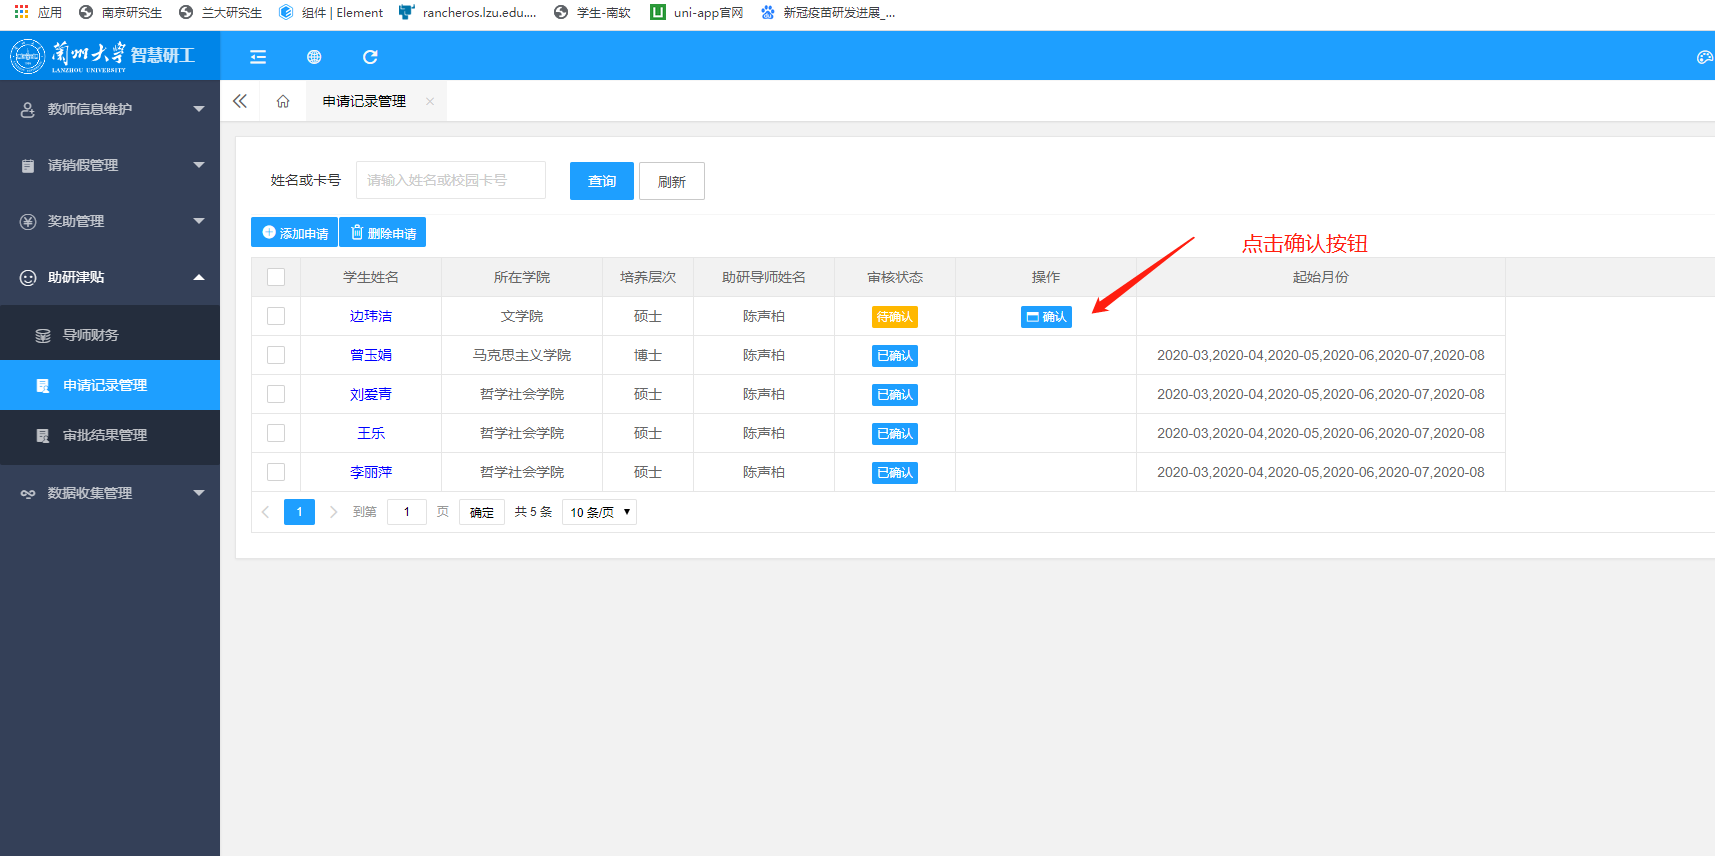 应用 南京研究生 兰大研究生 组件 | Element rancheros.lzu.edu.... 学生-南软 uni-app官网 新冠疫苗研发进展_...
兰州大学 智慧研工
LANZHOU UNIVERSITY
教师信息维护
请销假管理
奖助管理
助研津贴
导师财务
申请记录管理
审批结果管理
数据收集管理
申请记录管理
姓名或卡号 请输入姓名或校园卡号 查询 刷新
添加申请 删除申请
点击确认按钮
学生姓名 所在学院 培养层次 助研导师姓名 审核状态 操作 起始月份
边玮洁 文学院 硕士 陈声柏 待确认 确认
曾玉娟 马克思主义学院 博士 陈声柏 已确认 2020-03,2020-04,2020-05,2020-06,2020-07,2020-08
刘爱青 哲学社会学院 硕士 陈声柏 已确认 2020-03,2020-04,2020-05,2020-06,2020-07,2020-08
王乐 哲学社会学院 硕士 陈声柏 已确认 2020-03,2020-04,2020-05,2020-06,2020-07,2020-08
李丽萍 哲学社会学院 硕士 陈声柏 已确认 2020-03,2020-04,2020-05,2020-06,2020-07,2020-08
1 到第 1 页 确定 共 5 条 10 条/页